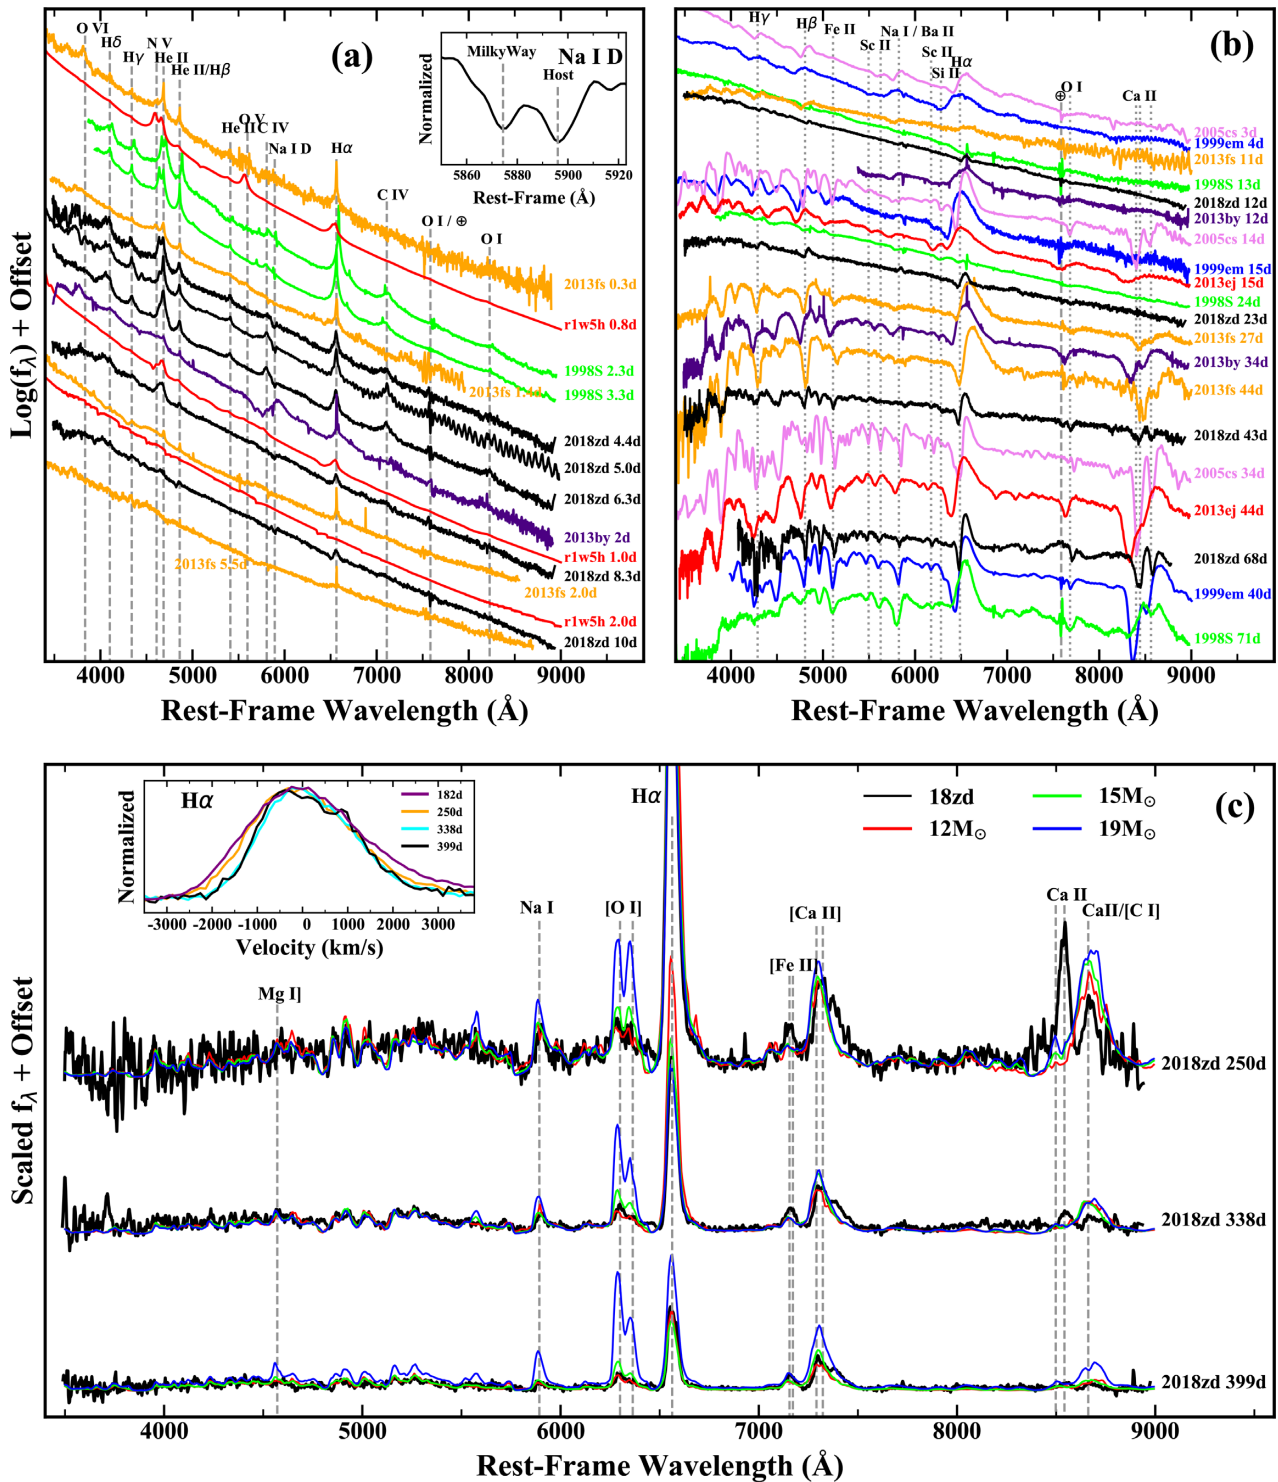 (a)
O VI
Hδ
Hγ
N V
He II
He II/Hβ
He II
O V
C IV
Na I D
Hα
C IV
O I / ⊕
O I
Na I D
MilkyWay
Host
Normalized
5860 5880 5900 5920
Rest-Frame (Å)
2013fs 0.3d
r1w5h 0.8d
1998S 2.3d
2013fs 1.4d
1998S 3.3d
2018zd 4.4d
2018zd 5.0d
2018zd 6.3d
2013by 2d
r1w5h 1.0d
2018zd 8.3d
2013fs 5.5d
2013fs 2.0d
r1w5h 2.0d
2018zd 10d
Log(fλ) + Offset
4000 5000 6000 7000 8000 9000
Rest-Frame Wavelength (Å)
(b)
Hγ
Hβ
Fe II
Sc II
Na I / Ba II
Sc II
Si II
Hα
⊕
O I
Ca II
2005cs 3d
1999em 4d
2013fs 11d
1998S 13d
2018zd 12d
2013by 12d
2005cs 14d
1999em 15d
2013ej 15d
1998S 24d
2018zd 23d
2013fs 27d
2013by 34d
2013fs 44d
2018zd 43d
2005cs 34d
2013ej 44d
2018zd 68d
1999em 40d
1998S 71d
4000 5000 6000 7000 8000 9000
Rest-Frame Wavelength (Å)
(c)
Hα
182d
250d
338d
399d
Normalized
-3000 -2000 -1000 0 1000 2000 3000
Velocity (km/s)
18zd
12M⊙
15M⊙
19M⊙
Mg I]
Na I
[O I]
Hα
[Fe II]
[Ca II]
Ca II
CaII/[C I]
2018zd 250d
2018zd 338d
2018zd 399d
Scaled fλ + Offset
4000 5000 6000 7000 8000 9000
Rest-Frame Wavelength (Å)